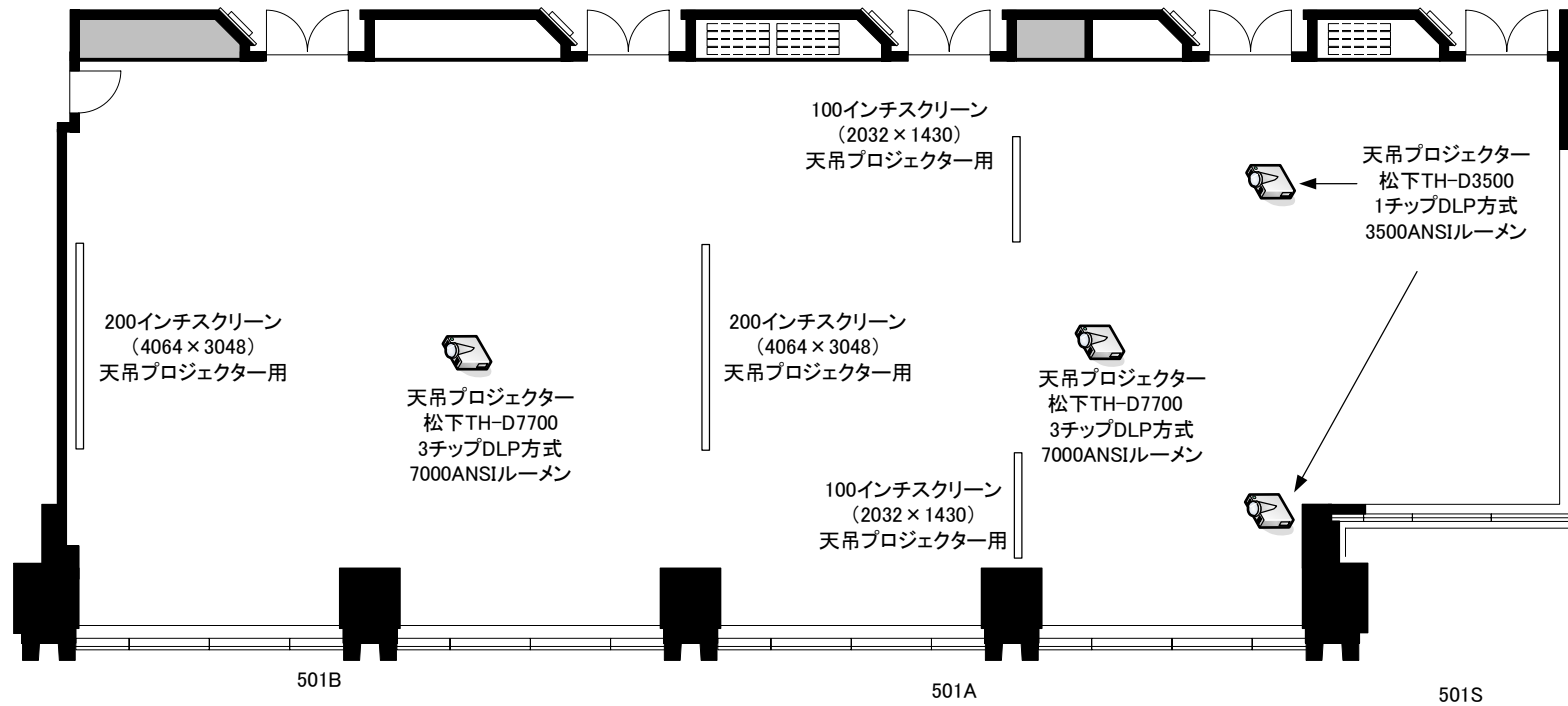 100インチスクリーン
（2032×1430）
天吊プロジェクター用
天吊プロジェクター
松下TH-D3500
1チップDLP方式
3500ANSIルーメン
200インチスクリーン
（4064×3048）
天吊プロジェクター用
天吊プロジェクター
松下TH-D7700
3チップDLP方式
7000ANSIルーメン
200インチスクリーン
（4064×3048）
天吊プロジェクター用
天吊プロジェクター
松下TH-D7700
3チップDLP方式
7000ANSIルーメン
100インチスクリーン
（2032×1430）
天吊プロジェクター用
501B
501A
501S